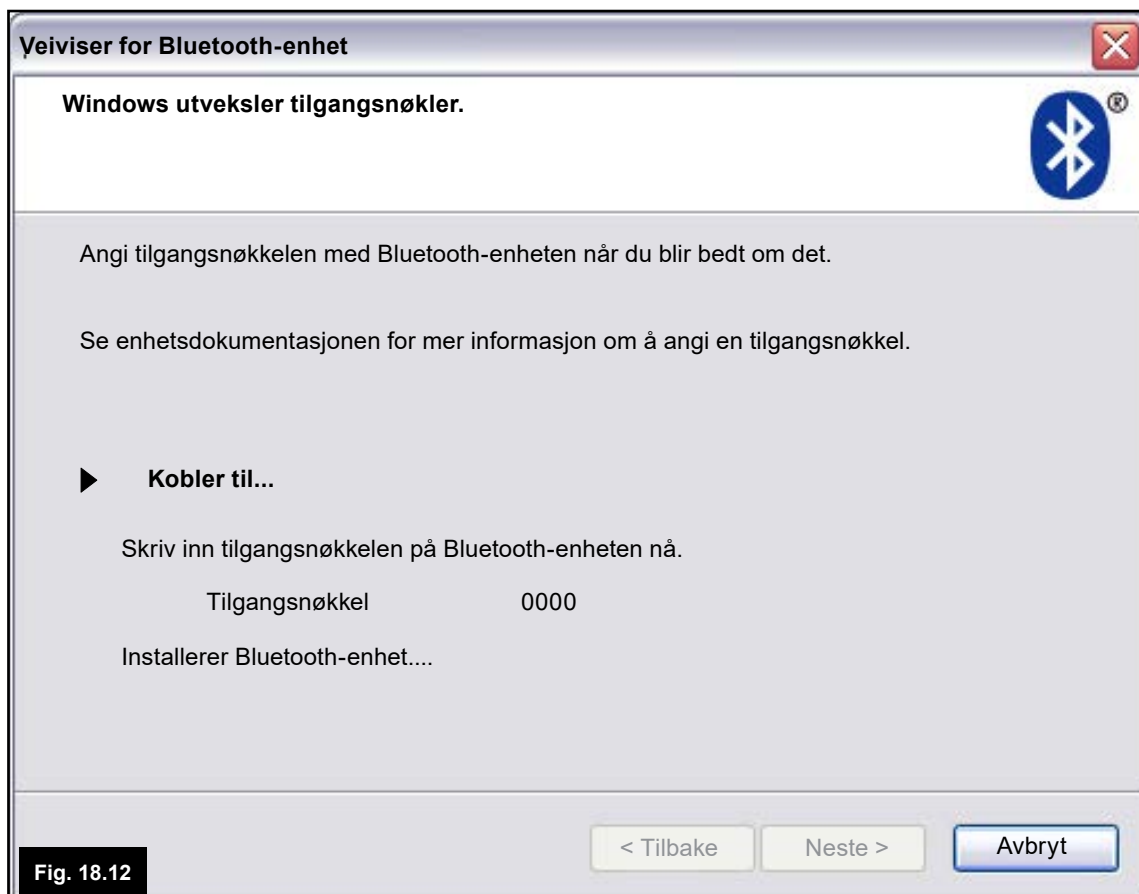 Veiviser for Bluetooth-enhet
Windows utveksler tilgangsnøkler.
®
Angi tilgangsnøkkelen med Bluetooth-enheten når du blir bedt om det.
Se enhetsdokumentasjonen for mer informasjon om å angi en tilgangsnøkkel.
Kobler til...
Skriv inn tilgangsnøkkelen på Bluetooth-enheten nå.
Tilgangsnøkkel 0000
Installerer Bluetooth-enhet....
< Tilbake Neste > Avbryt
Fig. 18.12